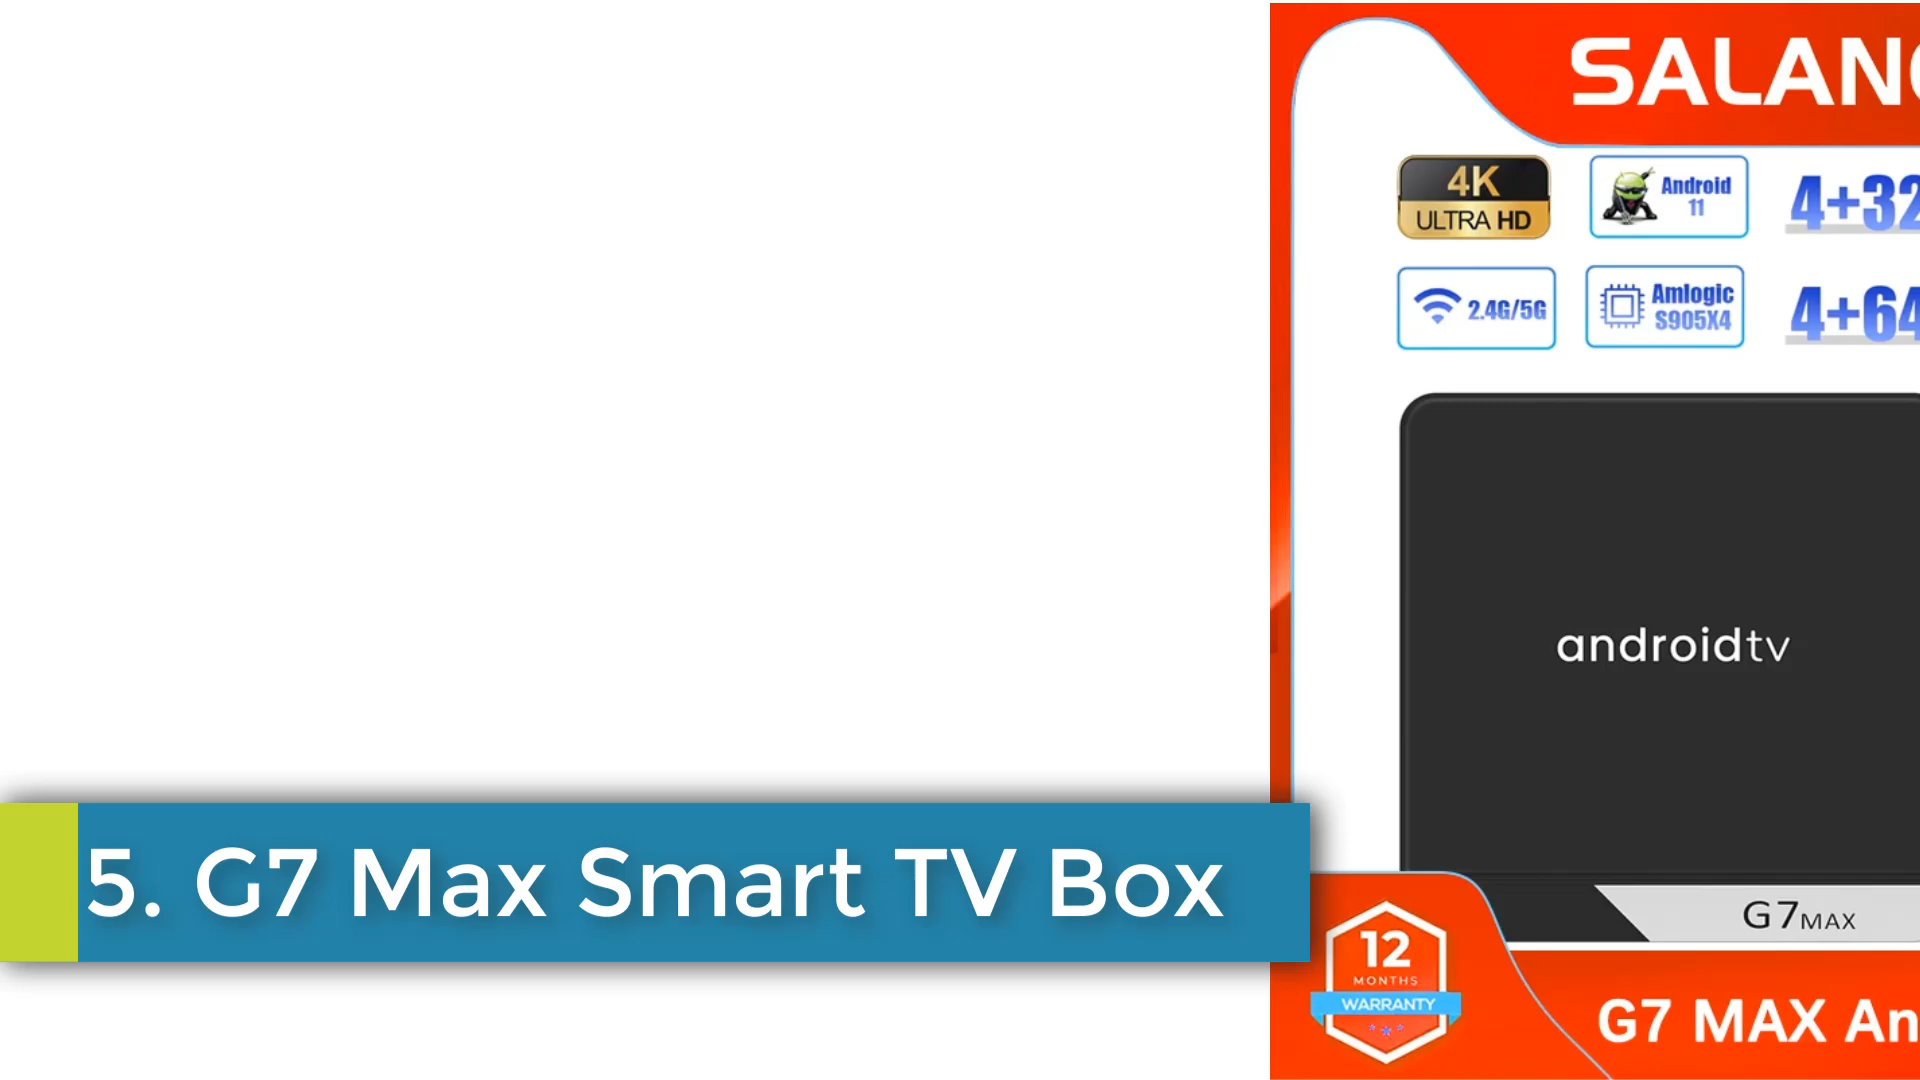 SALAN
4K
ULTRA HD
Android
11
4+32
2.4G/5G
Amlogic
S905X4
4+64
androidtv
5. G7 Max Smart TV Box
G7MAX
12
MONTHS
WARRANTY
G7 MAX An